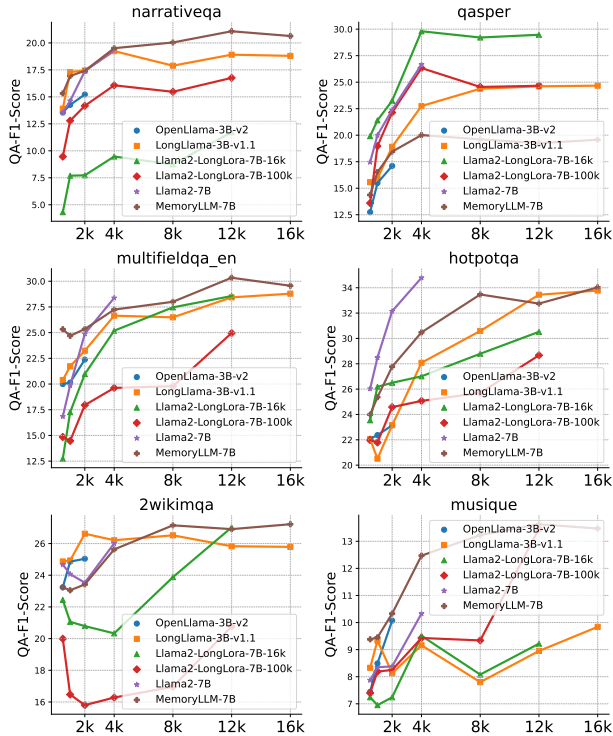 narrativeqa
QA-F1-Score
20.0
17.5
15.0
12.5
10.0
7.5
5.0
OpenLlama-3B-v2
LongLlama-3B-v1.1
Llama2-LongLora-7B-16k
Llama2-LongLora-7B-100k
Llama2-7B
MemoryLLM-7B
2k 4k 8k 12k 16k
qasper
QA-F1-Score
30.0
27.5
25.0
22.5
20.0
17.5
15.0
12.5
OpenLlama-3B-v2
LongLlama-3B-v1.1
Llama2-LongLora-7B-16k
Llama2-LongLora-7B-100k
Llama2-7B
MemoryLLM-7B
2k 4k 8k 12k 16k
multifieldqa_en
QA-F1-Score
30.0
27.5
25.0
22.5
20.0
17.5
15.0
12.5
OpenLlama-3B-v2
LongLlama-3B-v1.1
Llama2-LongLora-7B-16k
Llama2-LongLora-7B-100k
Llama2-7B
MemoryLLM-7B
2k 4k 8k 12k 16k
hotpotqa
QA-F1-Score
34
32
30
28
26
24
22
20
OpenLlama-3B-v2
LongLlama-3B-v1.1
Llama2-LongLora-7B-16k
Llama2-LongLora-7B-100k
Llama2-7B
MemoryLLM-7B
2k 4k 8k 12k 16k
2wikimqa
QA-F1-Score
26
24
22
20
18
16
OpenLlama-3B-v2
LongLlama-3B-v1.1
Llama2-LongLora-7B-16k
Llama2-LongLora-7B-100k
Llama2-7B
MemoryLLM-7B
2k 4k 8k 12k 16k
musique
QA-F1-Score
13
12
11
10
9
8
7
OpenLlama-3B-v2
LongLlama-3B-v1.1
Llama2-LongLora-7B-16k
Llama2-LongLora-7B-100k
Llama2-7B
MemoryLLM-7B
2k 4k 8k 12k 16k